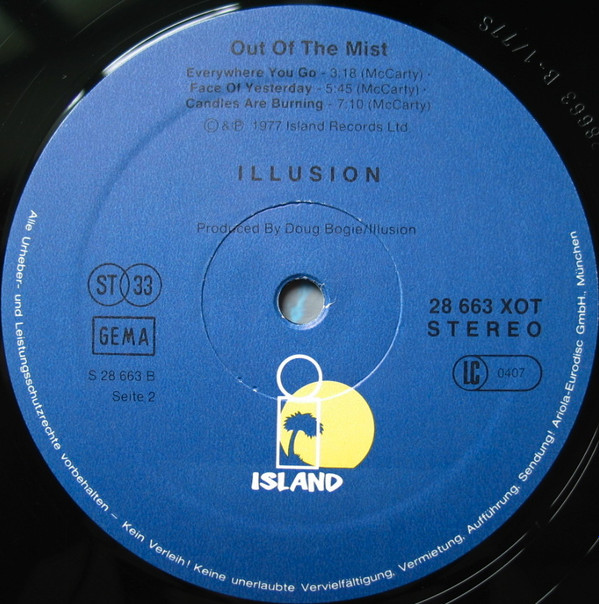 Out Of The Mist
Everywhere You Go - 3:18 (McCarty) ·
Face Of Yesterday - 5:45 (McCarty) ·
Candles Are Burning - 7:10 (McCarty)
© & ℗ 1977 Island Records Ltd
ILLUSION
Produced By Doug Bogie/Illusion
ST 33
GEMA
S 28 663 B
Seite 2
28 663 XOT
STEREO
LC 0407
ISLAND
Alle Urheber- und Leistungsschutzrechte vorbehalten – Kein Verleih! Keine unerlaubte Vervielfältigung, Vermietung, Aufführung, Sendung! Ariola-Eurodisc GmbH., München
28663 B-1/77S